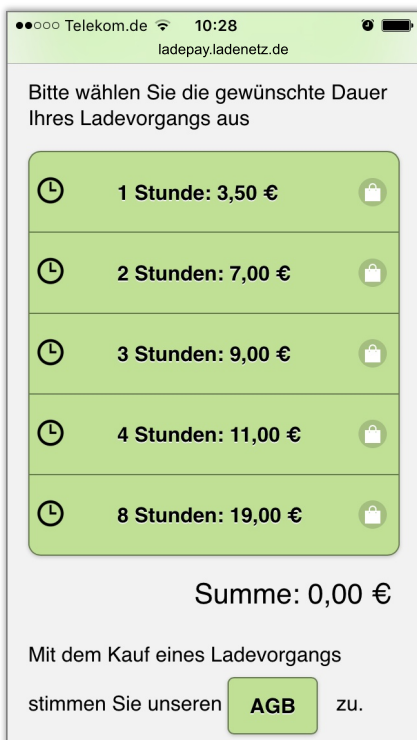 Telekom.de 10:28
ladepay.ladenetz.de
Bitte wählen Sie die gewünschte Dauer
Ihres Ladevorgangs aus
1 Stunde: 3,50 €
2 Stunden: 7,00 €
3 Stunden: 9,00 €
4 Stunden: 11,00 €
8 Stunden: 19,00 €
Summe: 0,00 €
Mit dem Kauf eines Ladevorgangs
stimmen Sie unseren AGB zu.